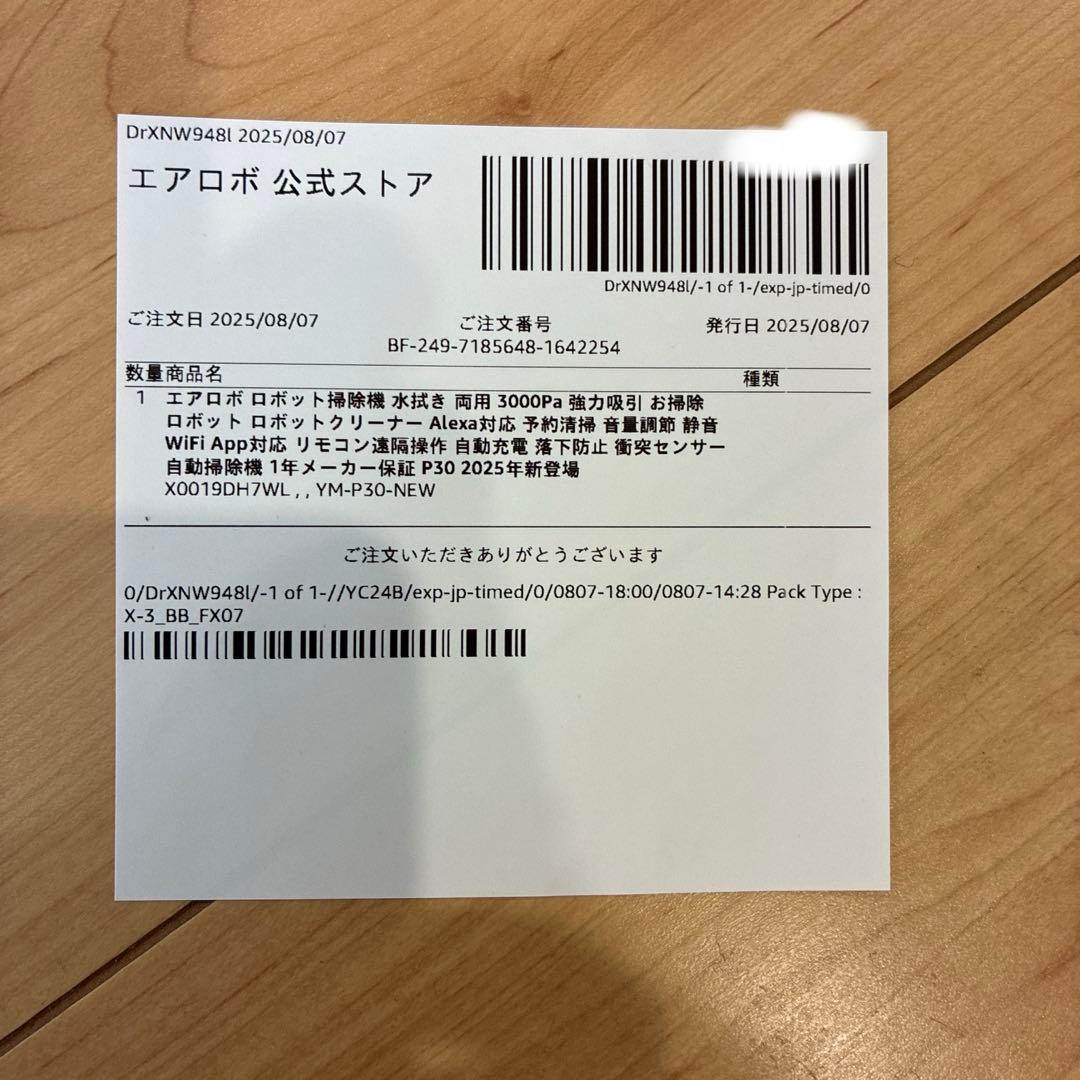 DrXNW948l 2025/08/07
エアロボ 公式ストア
DrXNW948l/-1 of 1-/exp-jp-timed/0
ご注文日 2025/08/07
ご注文番号
BF-249-7185648-1642254
発行日 2025/08/07
数量商品名 種類
1 エアロボ ロボット掃除機 水拭き 両用 3000Pa 強力吸引 お掃除
ロボット ロボットクリーナー Alexa対応 予約清掃 音量調節 静音
WiFi App対応 リモコン遠隔操作 自動充電 落下防止 衝突センサー
自動掃除機 1年メーカー保証 P30 2025年新登場
X0019DH7WL , , YM-P30-NEW
ご注文いただきありがとうございます
0/DrXNW948l/-1 of 1-//YC24B/exp-jp-timed/0/0807-18:00/0807-14:28 Pack Type :
X-3_BB_FX07